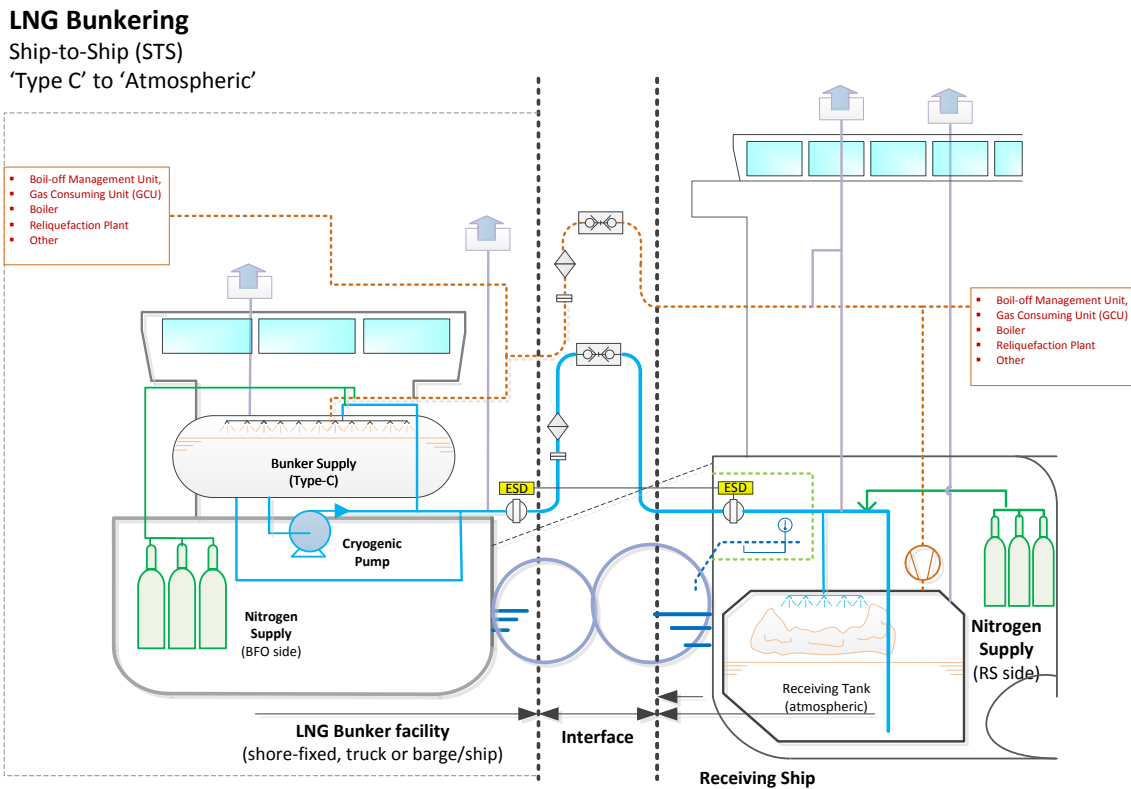 LNG Bunkering
Ship-to-Ship (STS)
‘Type C’ to ‘Atmospheric’
▪ Boil-off Management Unit,
▪ Gas Consuming Unit (GCU)
▪ Boiler
▪ Reliquefaction Plant
▪ Other
▪ Boil-off Management Unit,
▪ Gas Consuming Unit (GCU)
▪ Boiler
▪ Reliquefaction Plant
▪ Other
Bunker Supply
(Type-C)
ESD
ESD
Cryogenic
Pump
Nitrogen
Supply
(BFO side)
Nitrogen
Supply
(RS side)
Receiving Tank
(atmospheric)
LNG Bunker facility
(shore-fixed, truck or barge/ship)
Interface
Receiving Ship